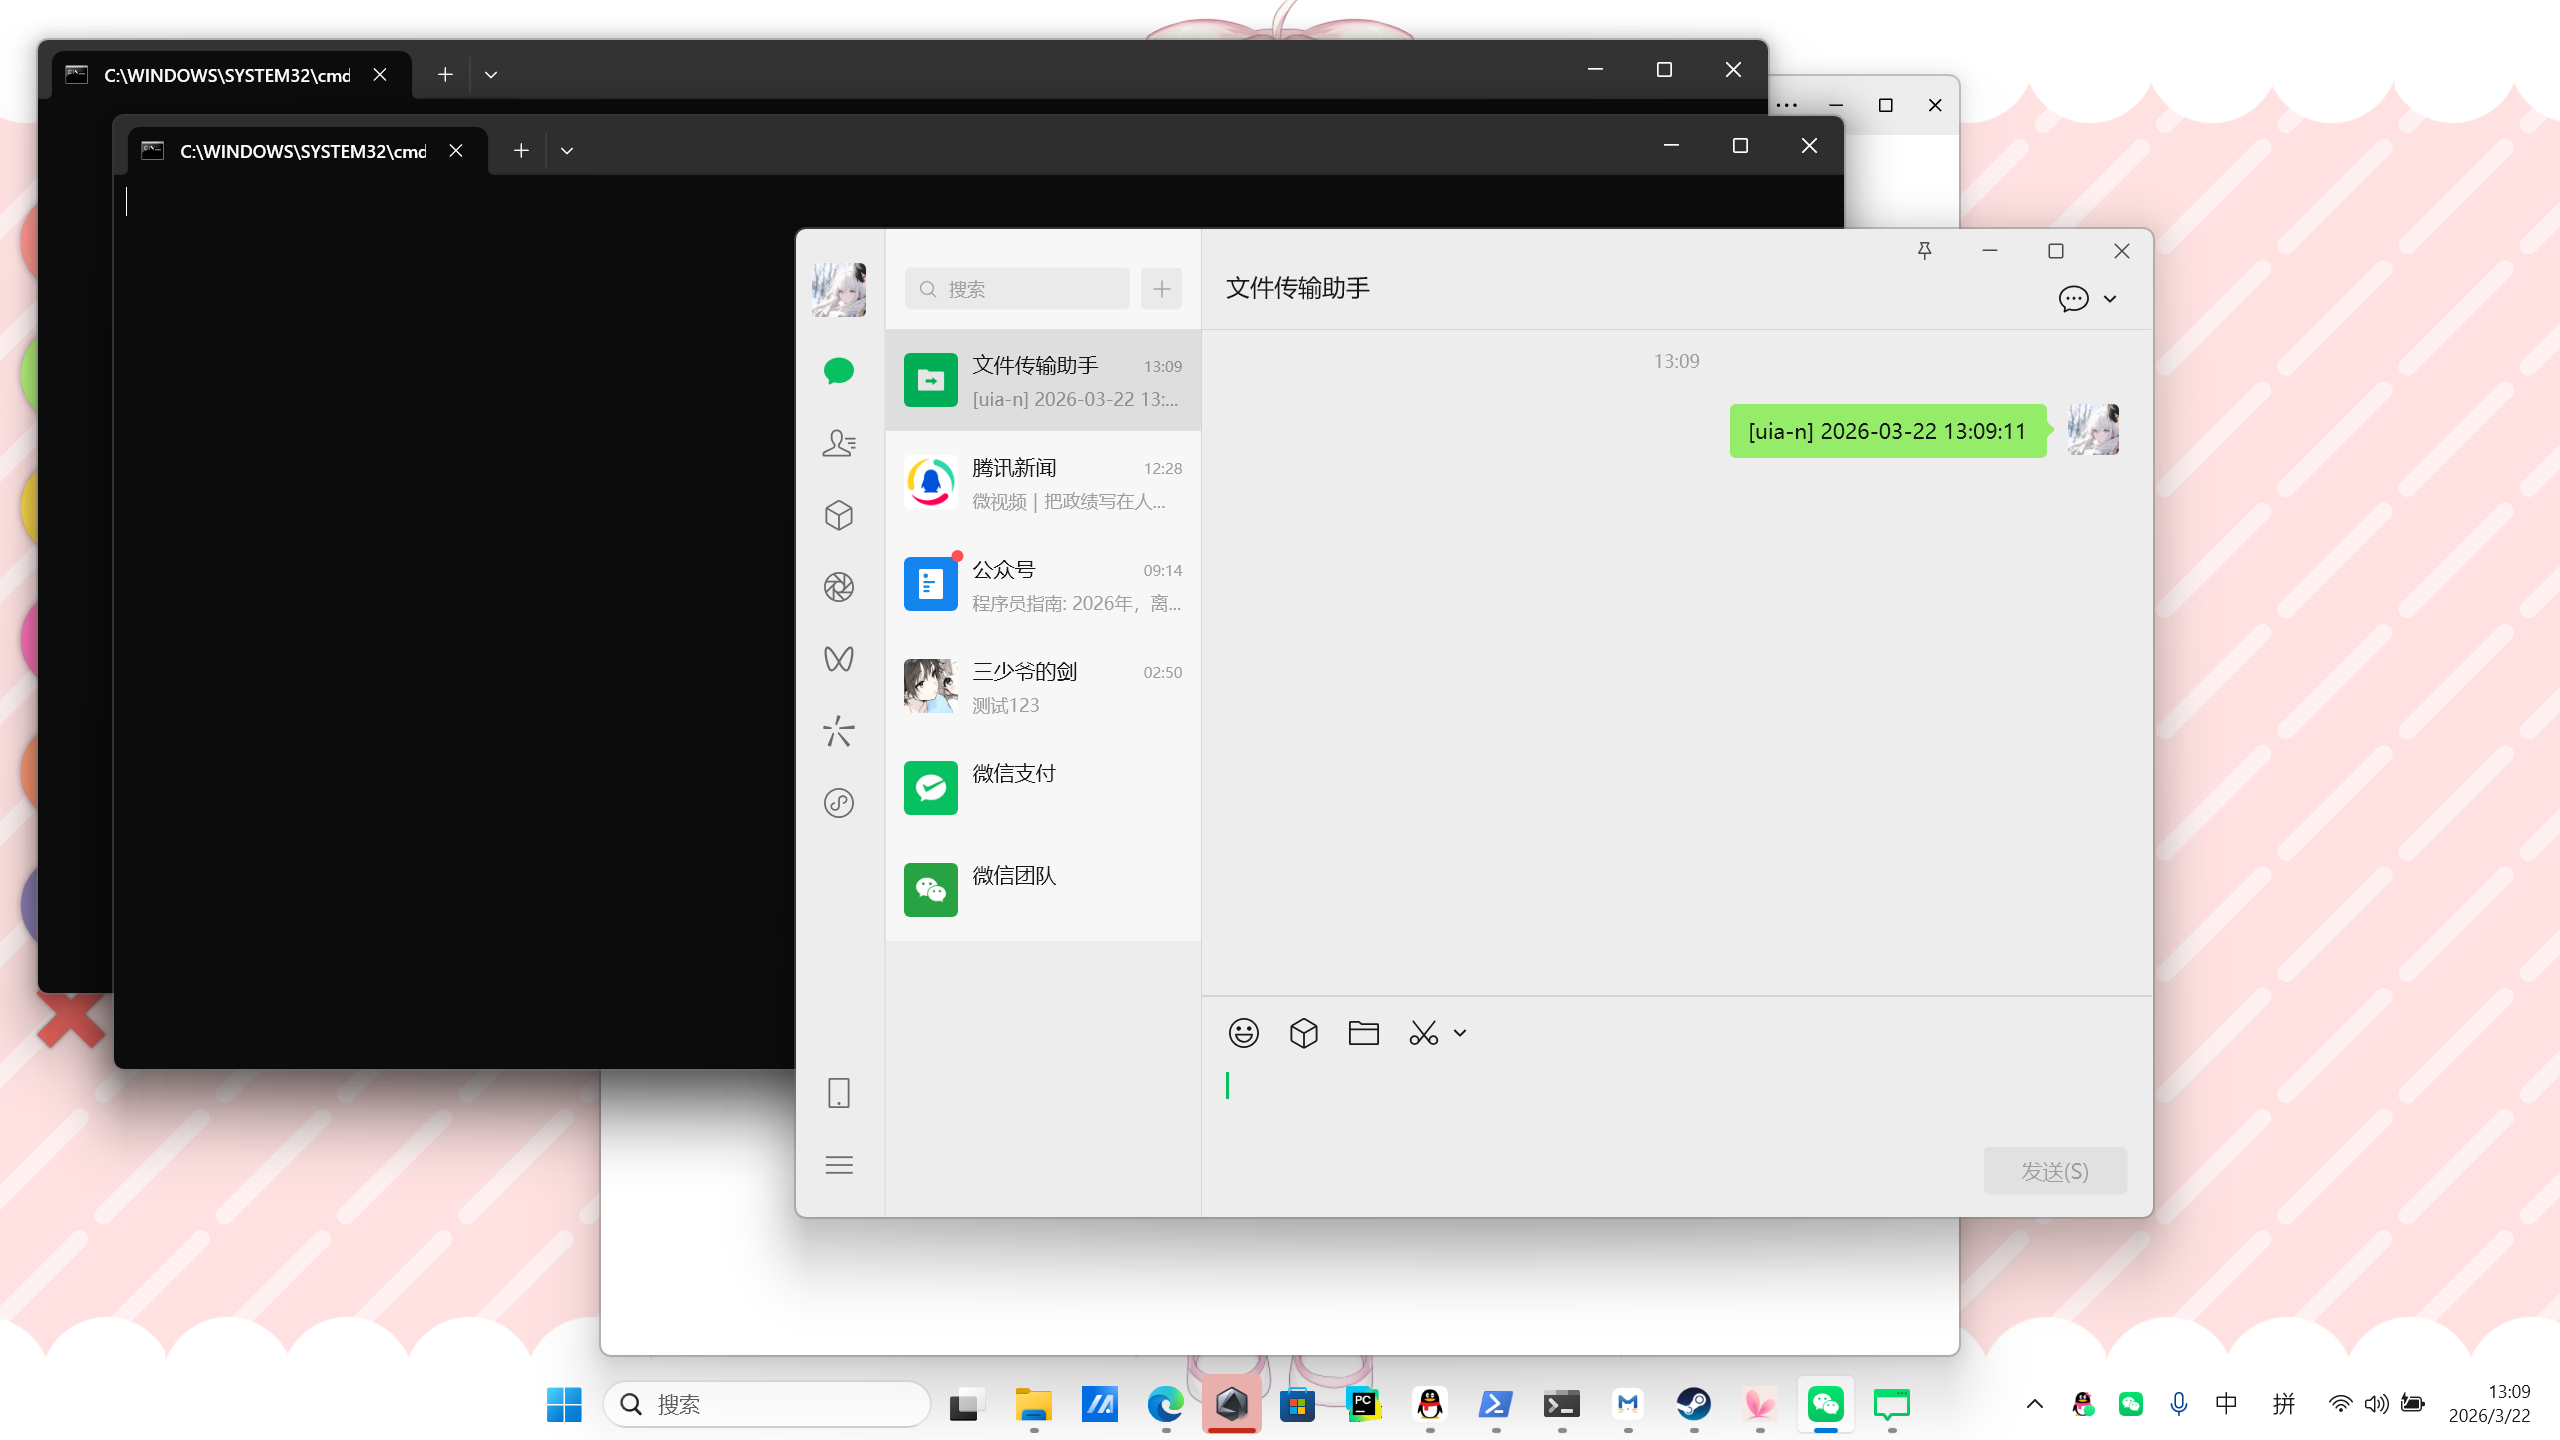 C:\WINDOWS\SYSTEM32\cmd
C:\WINDOWS\SYSTEM32\cmd
搜索
文件传输助手
文件传输助手
13:09
[uia-n] 2026-03-22 13:...
腾讯新闻
12:28
微视频 | 把政绩写在人...
公众号
09:14
程序员指南: 2026年，离...
三少爷的剑
02:50
测试123
微信支付
微信团队
13:09
[uia-n] 2026-03-22 13:09:11
发送(S)
搜索
PC
中
拼
13:09
2026/3/22